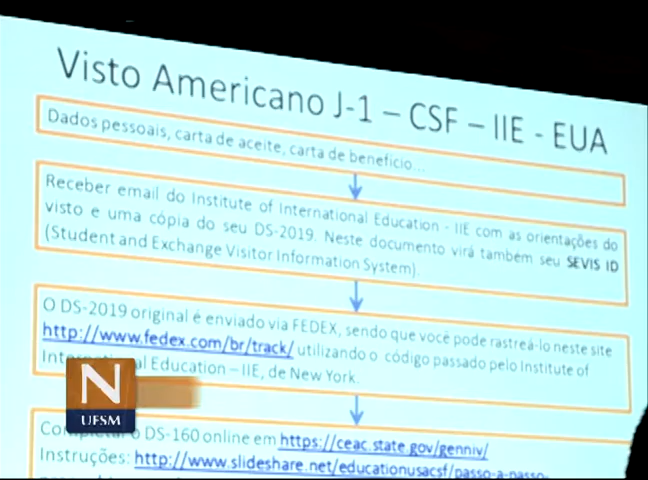 Visto Americano J-1 – CSF – IIE - EUA
Dados pessoais, carta de aceite, carta de benefício...
Receber email do Institute of International Education - IIE com as orientações do
visto e uma cópia do seu DS-2019. Neste documento virá também seu SEVIS ID
(Student and Exchange Visitor Information System).
O DS-2019 original é enviado via FEDEX, sendo que você pode rastreá-lo neste site
http://www.fedex.com/br/track/ utilizando o código passado pelo Institute of
International Education – IIE, de New York.
N
UFSM
Completar o DS-160 online em https://ceac.state.gov/genniv/
Instruções: http://www.slideshare.net/educationusacsf/passo-a-passo-